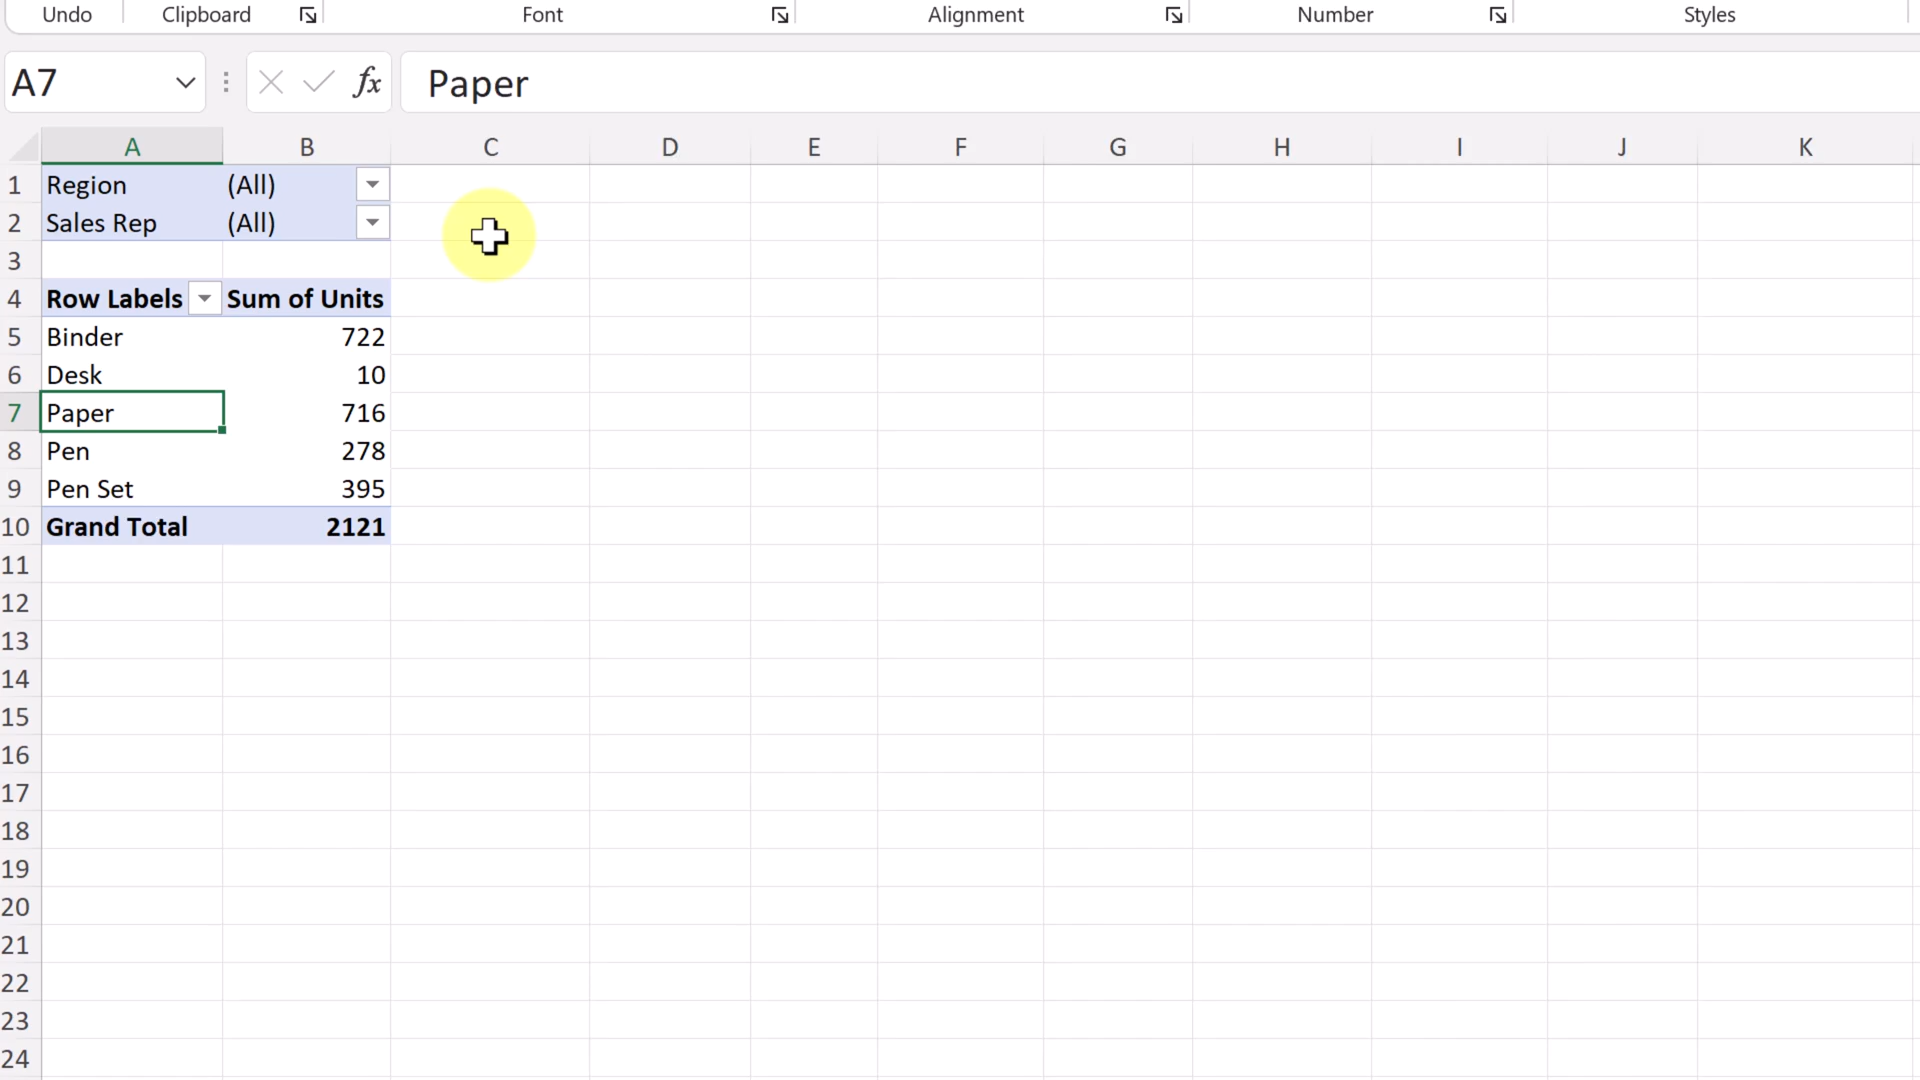 Undo Clipboard Font Alignment Number Styles
A7 fx Paper
A B C D E F G H I J K
1 Region (All)
2 Sales Rep (All)
3
4 Row Labels Sum of Units
5 Binder 722
6 Desk 10
7 Paper 716
8 Pen 278
9 Pen Set 395
10 Grand Total 2121
11
12
13
14
15
16
17
18
19
20
21
22
23
24